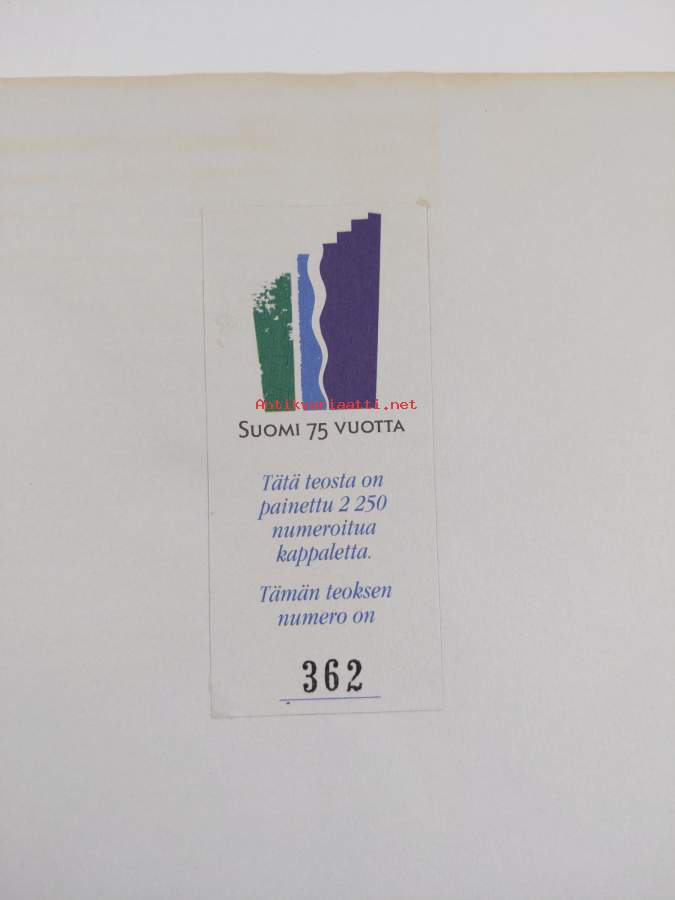 Antikvariaatti.net
SUOMI 75 VUOTTA
Tätä teosta on
painettu 2 250
numeroitua
kappaletta.
Tämän teoksen
numero on
362